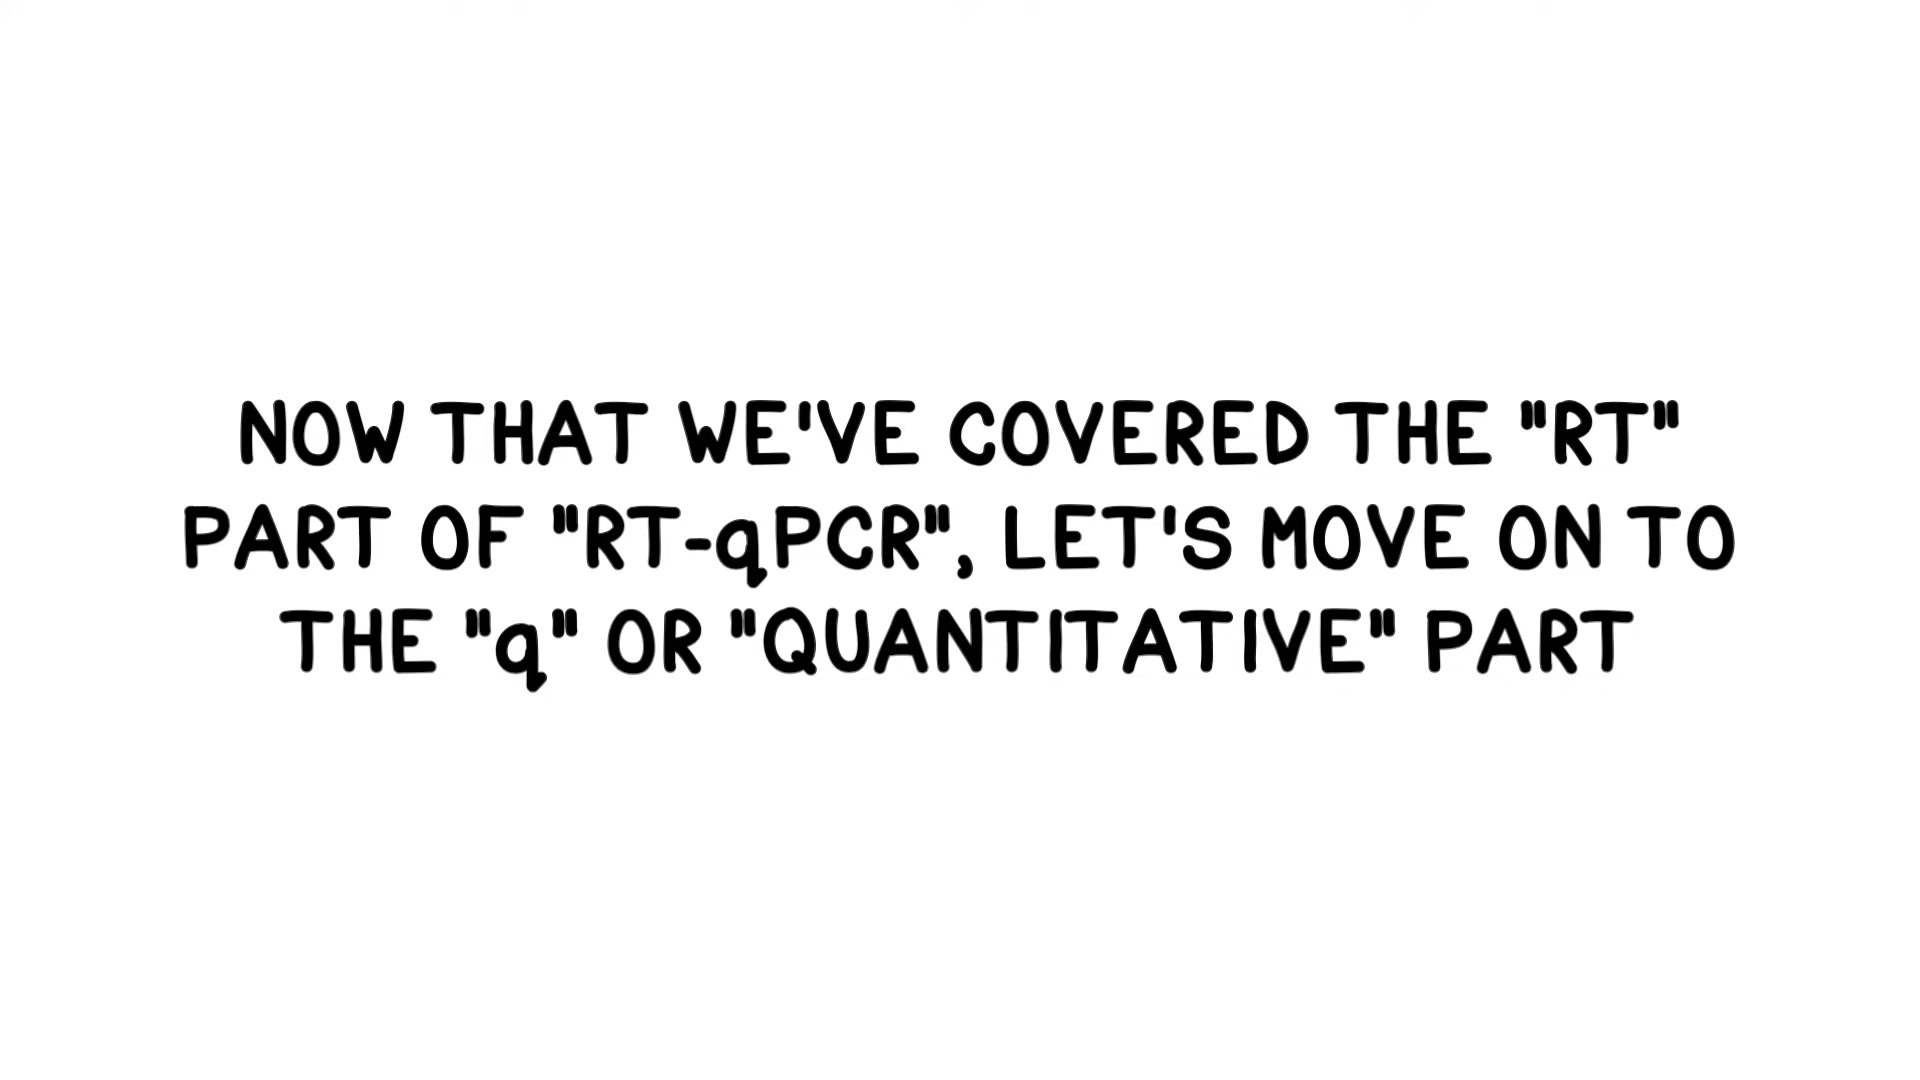 NOW THAT WE'VE COVERED THE "RT"
PART OF "RT-qPCR", LET'S MOVE ON TO
THE "q" OR "QUANTITATIVE" PART